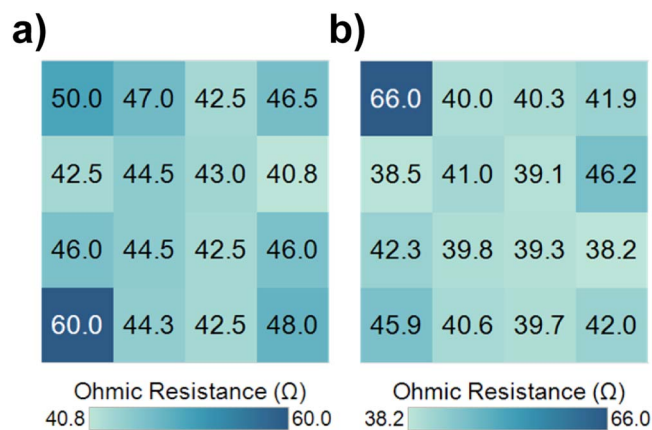 a)
50.0 47.0 42.5 46.5
42.5 44.5 43.0 40.8
46.0 44.5 42.5 46.0
60.0 44.3 42.5 48.0
Ohmic Resistance (Ω)
40.8 60.0
b)
66.0 40.0 40.3 41.9
38.5 41.0 39.1 46.2
42.3 39.8 39.3 38.2
45.9 40.6 39.7 42.0
Ohmic Resistance (Ω)
38.2 66.0